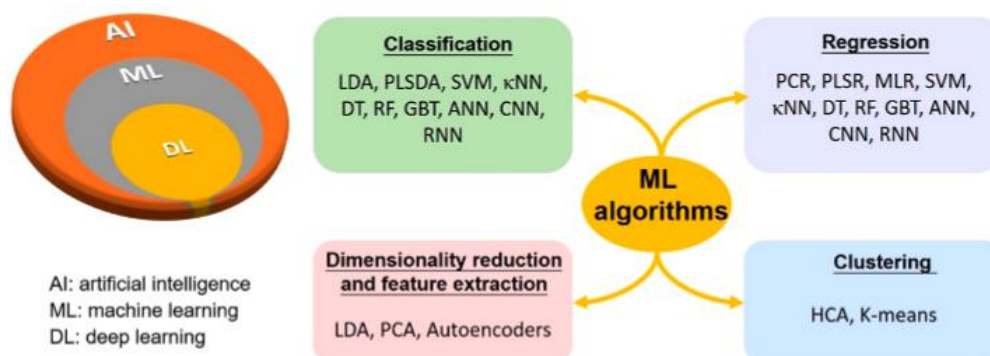 AI
ML
DL
AI: artificial intelligence
ML: machine learning
DL: deep learning
Classification
LDA, PLSDA, SVM, κNN,
DT, RF, GBT, ANN, CNN,
RNN
Regression
PCR, PLSR, MLR, SVM,
κNN, DT, RF, GBT, ANN,
CNN, RNN
ML
algorithms
Dimensionality reduction
and feature extraction
LDA, PCA, Autoencoders
Clustering
HCA, K-means